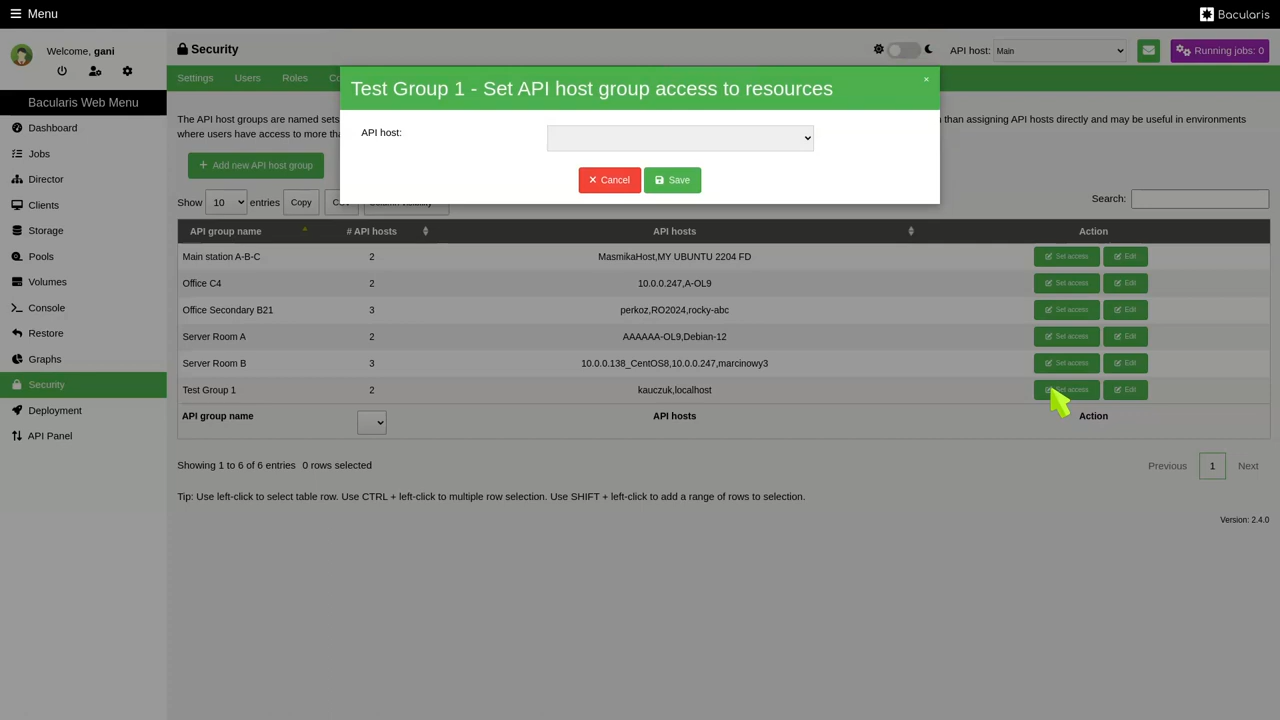 Menu
Bacularis
Welcome, gani
Security
API host: Main
Running jobs: 0
Settings Users Roles Co
Bacularis Web Menu
Dashboard
Jobs
Director
Clients
Storage
Pools
Volumes
Console
Restore
Graphs
Security
Deployment
API Panel
Test Group 1 - Set API host group access to resources
×
API host:
Cancel
Save
The API host groups are named sets than assigning API hosts directly and may be useful in environments
where users have access to more tha
Add new API host group
Show 10 entries Copy
Search:
API group name # API hosts API hosts Action
Main station A-B-C 2 MasmikaHost,MY UBUNTU 2204 FD Set access Edit
Office C4 2 10.0.0.247,A-OL9 Set access Edit
Office Secondary B21 3 perkoz,RO2024,rocky-abc Set access Edit
Server Room A 2 AAAAAA-OL9,Debian-12 Set access Edit
Server Room B 3 10.0.0.138_CentOS8,10.0.0.247,marcinowy3 Set access Edit
Test Group 1 2 kauczuk,localhost Set access Edit
API group name API hosts Action
Showing 1 to 6 of 6 entries 0 rows selected
Previous 1 Next
Tip: Use left-click to select table row. Use CTRL + left-click to multiple row selection. Use SHIFT + left-click to add a range of rows to selection.
Version: 2.4.0